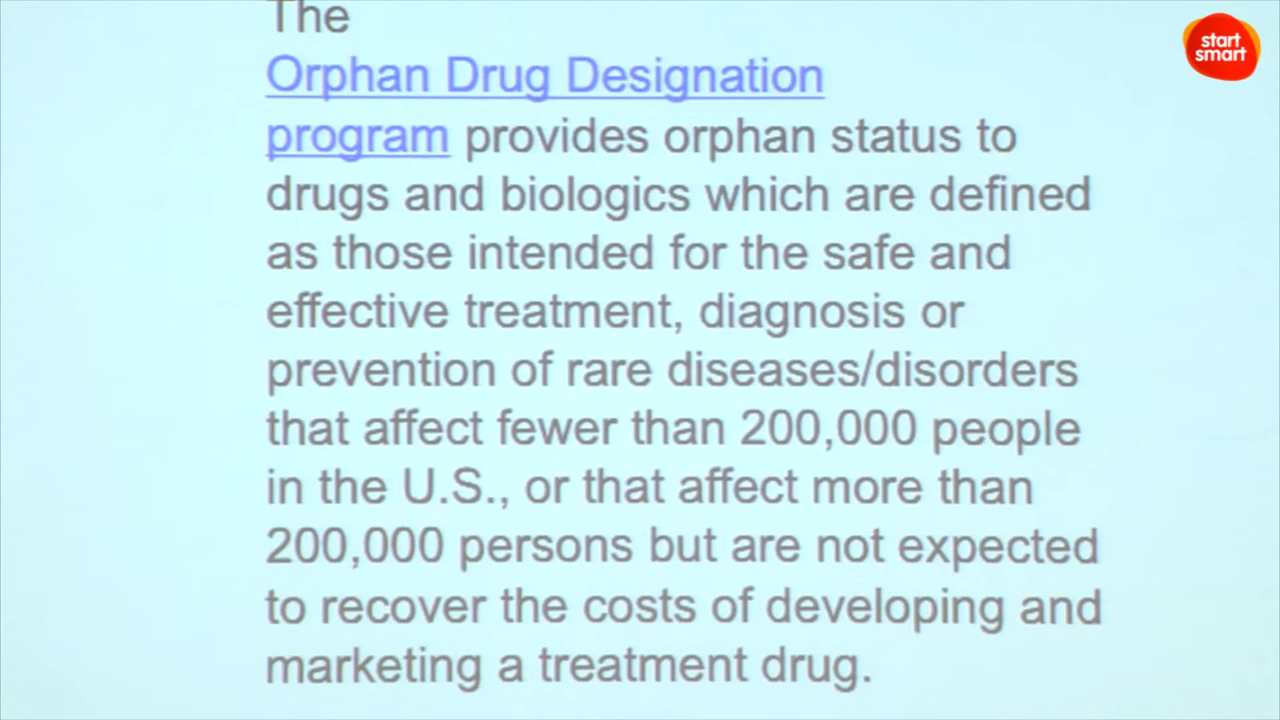 The
Orphan Drug Designation
program provides orphan status to
drugs and biologics which are defined
as those intended for the safe and
effective treatment, diagnosis or
prevention of rare diseases/disorders
that affect fewer than 200,000 people
in the U.S., or that affect more than
200,000 persons but are not expected
to recover the costs of developing and
marketing a treatment drug.
start
smart